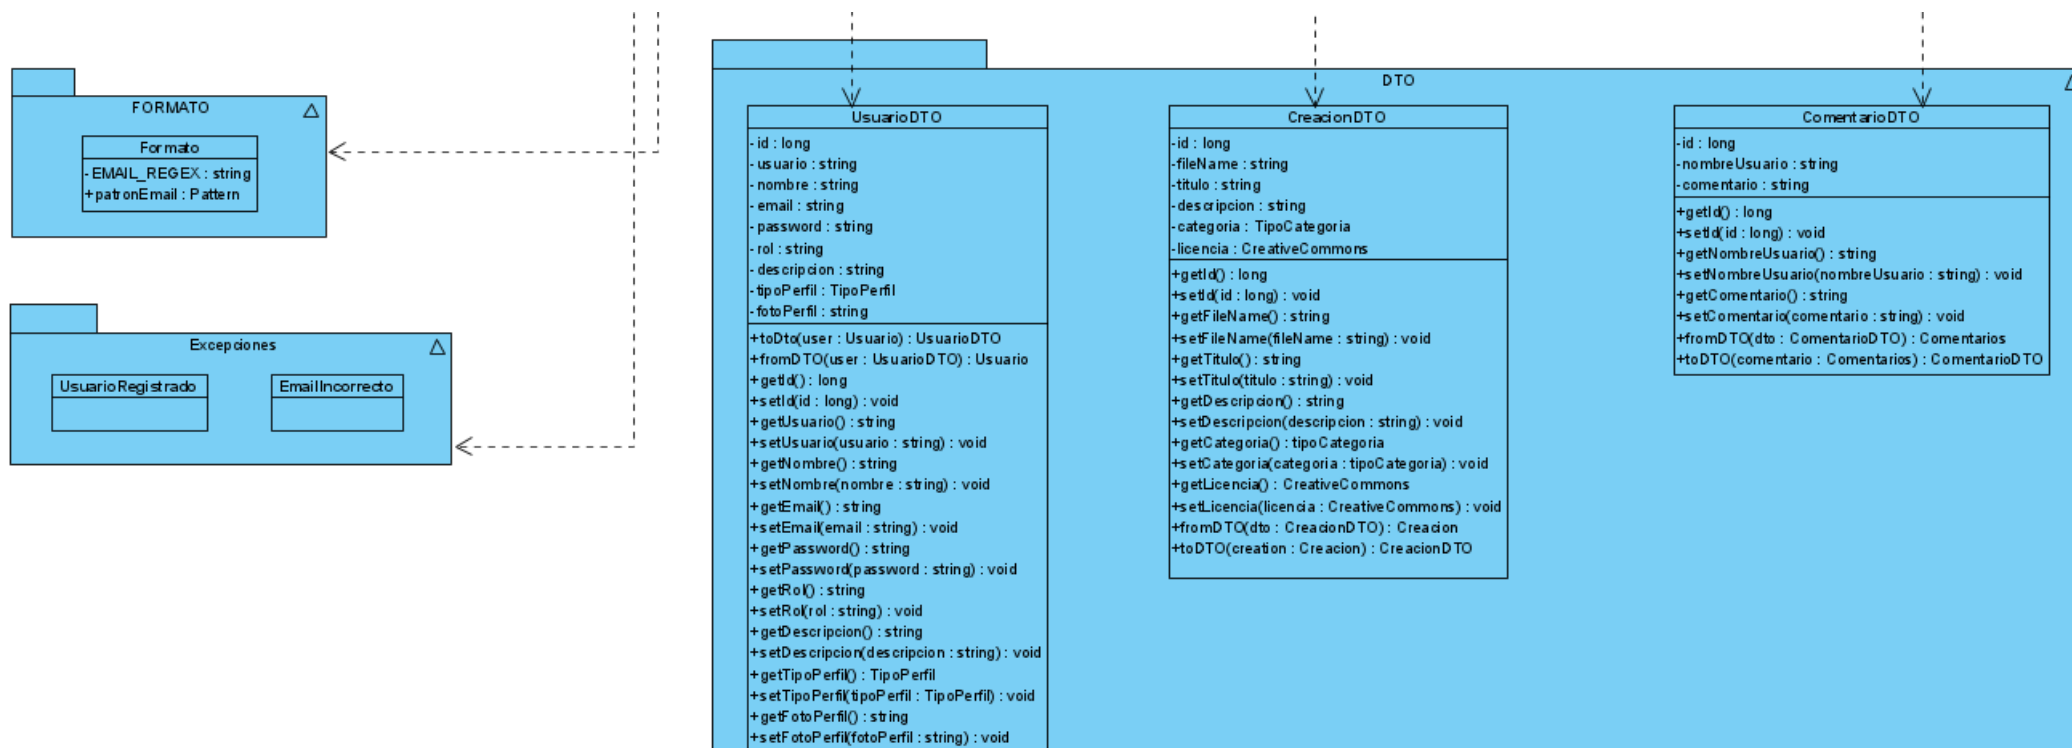 FORMATO
Formato
- EMAIL_REGEX : string
+patronEmail : Pattern
Excepciones
UsuarioRegistrado
EmailIncorrecto
DTO
UsuarioDTO
-id : long
-usuario : string
-nombre : string
-email : string
-password : string
-rol : string
-descripcion : string
-tipoPerfil : TipoPerfil
-fotoPerfil : string
+toDto(user : Usuario) : UsuarioDTO
+fromDTO(user : UsuarioDTO) : Usuario
+getId() : long
+setId(id : long) : void
+getUsuario() : string
+setUsuario(usuario : string) : void
+getNombre() : string
+setNombre(nombre : string) : void
+getEmail() : string
+setEmail(email : string) : void
+getPassword() : string
+setPassword(password : string) : void
+getRol() : string
+setRol(rol : string) : void
+getDescripcion() : string
+setDescripcion(descripcion : string) : void
+getTipoPerfil() : TipoPerfil
+setTipoPerfil(tipoPerfil : TipoPerfil) : void
+getFotoPerfil() : string
+setFotoPerfil(fotoPerfil : string) : void
CreacionDTO
-id : long
-fileName : string
-titulo : string
-descripcion : string
-categoria : TipoCategoria
-licencia : CreativeCommons
+getId() : long
+setId(id : long) : void
+getFileName() : string
+setFileName(fileName : string) : void
+getTitulo() : string
+setTitulo(titulo : string) : void
+getDescripcion() : string
+setDescripcion(descripcion : string) : void
+getCategoria() : tipoCategoria
+setCategoria(categoria : tipoCategoria) : void
+getLicencia() : CreativeCommons
+setLicencia(licencia : CreativeCommons) : void
+fromDTO(dto : CreacionDTO) : Creacion
+toDTO(creation : Creacion) : CreacionDTO
ComentarioDTO
-id : long
-nombreUsuario : string
-comentario : string
+getId() : long
+setId(id : long) : void
+getNombreUsuario() : string
+setNombreUsuario(nombreUsuario : string) : void
+getComentario() : string
+setComentario(comentario : string) : void
+fromDTO(dto : ComentarioDTO) : Comentarios
+toDTO(comentario : Comentarios) : ComentarioDTO